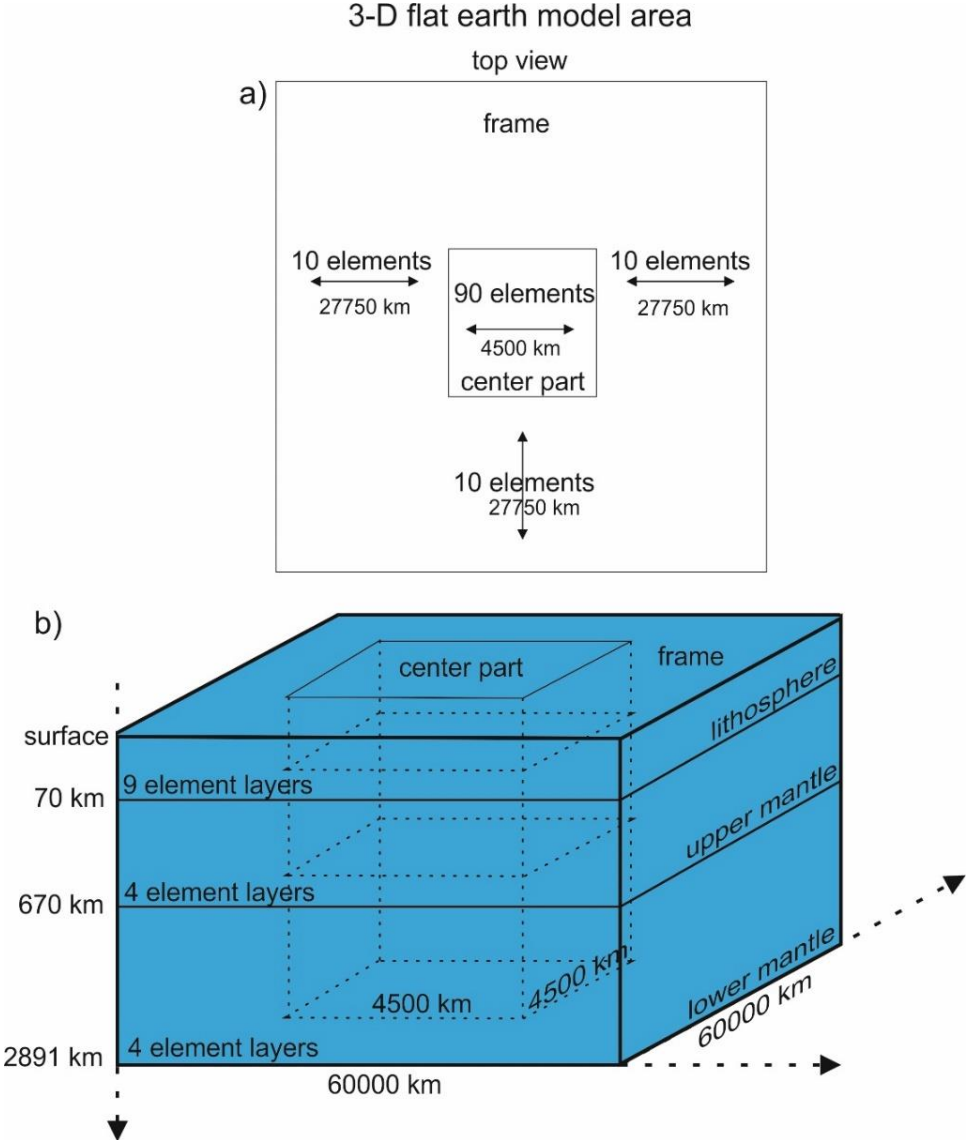 3-D flat earth model area
top view
a)
frame
10 elements
27750 km
90 elements
4500 km
center part
10 elements
27750 km
10 elements
27750 km
b)
center part
frame
lithosphere
surface
9 element layers
70 km
upper mantle
4 element layers
670 km
lower mantle
4500 km
4500 km
60000 km
4 element layers
2891 km
60000 km